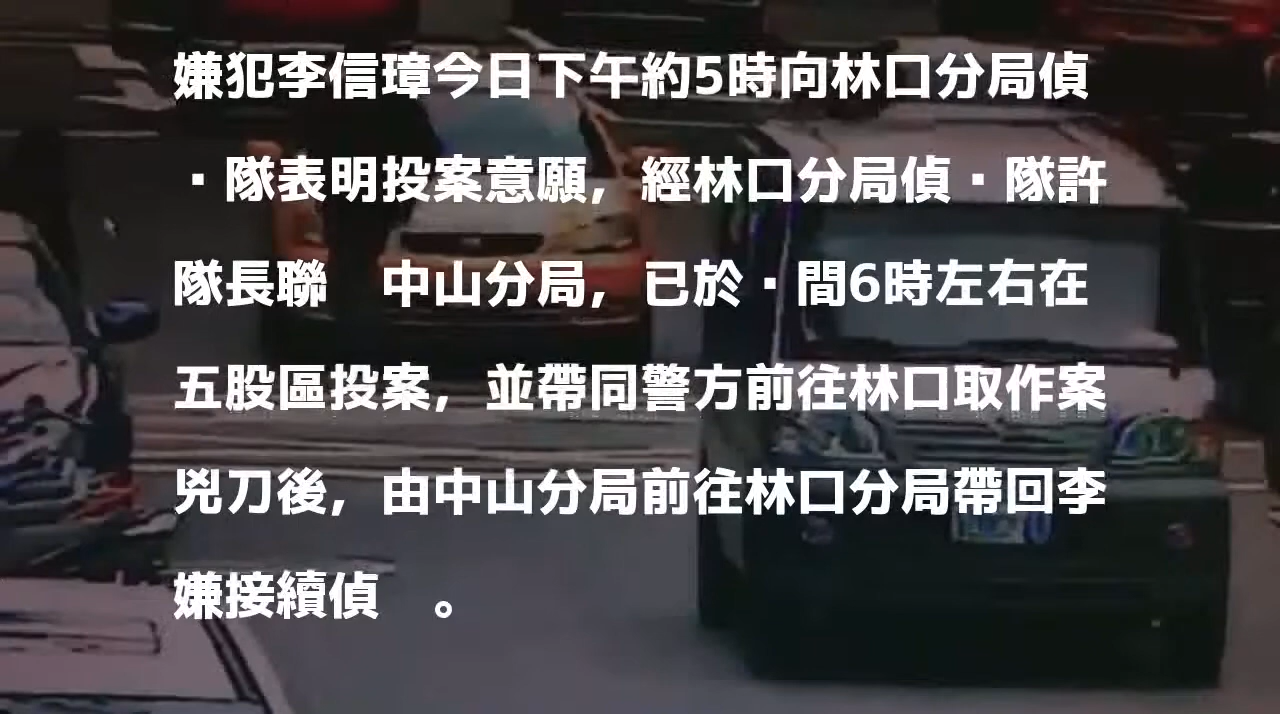 嫌犯李信璋今日下午約5時向林口分局偵
·隊表明投案意願，經林口分局偵·隊許
隊長聯　中山分局，已於·間6時左右在
五股區投案，並帶同警方前往林口取作案
兇刀後，由中山分局前往林口分局帶回李
嫌接續偵　。